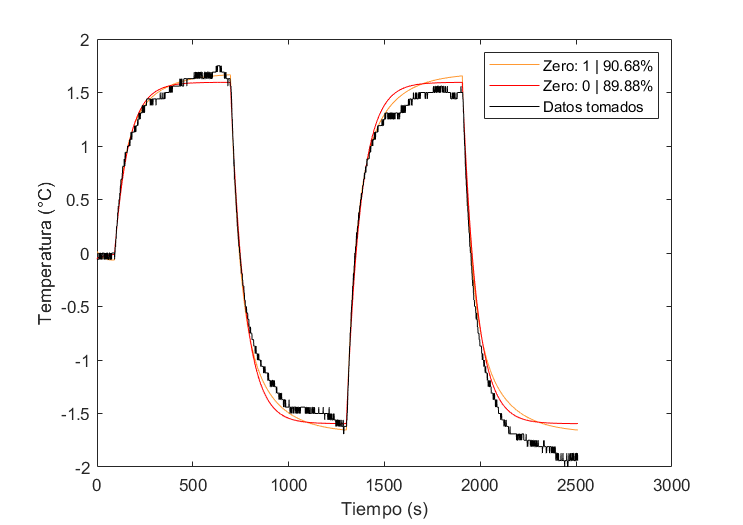 2
1.5
1
0.5
0
-0.5
-1
-1.5
-2
Temperatura (°C)
0 500 1000 1500 2000 2500 3000
Tiempo (s)
Zero: 1 | 90.68%
Zero: 0 | 89.88%
Datos tomados